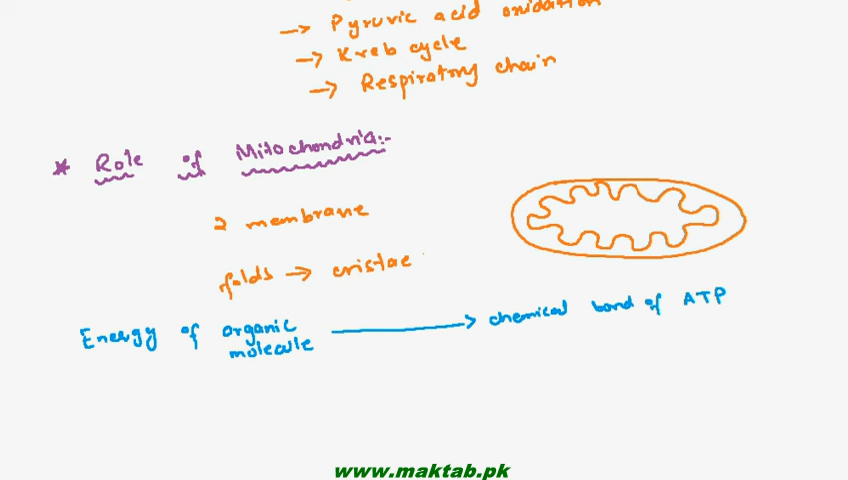 → Pyruvic acid oxidation
→ Kreb cycle
→ Respiratory chain
* Role of Mitochondria:-
2 membrane
folds → cristae
Energy of organic molecule → chemical bond of ATP
www.maktab.pk